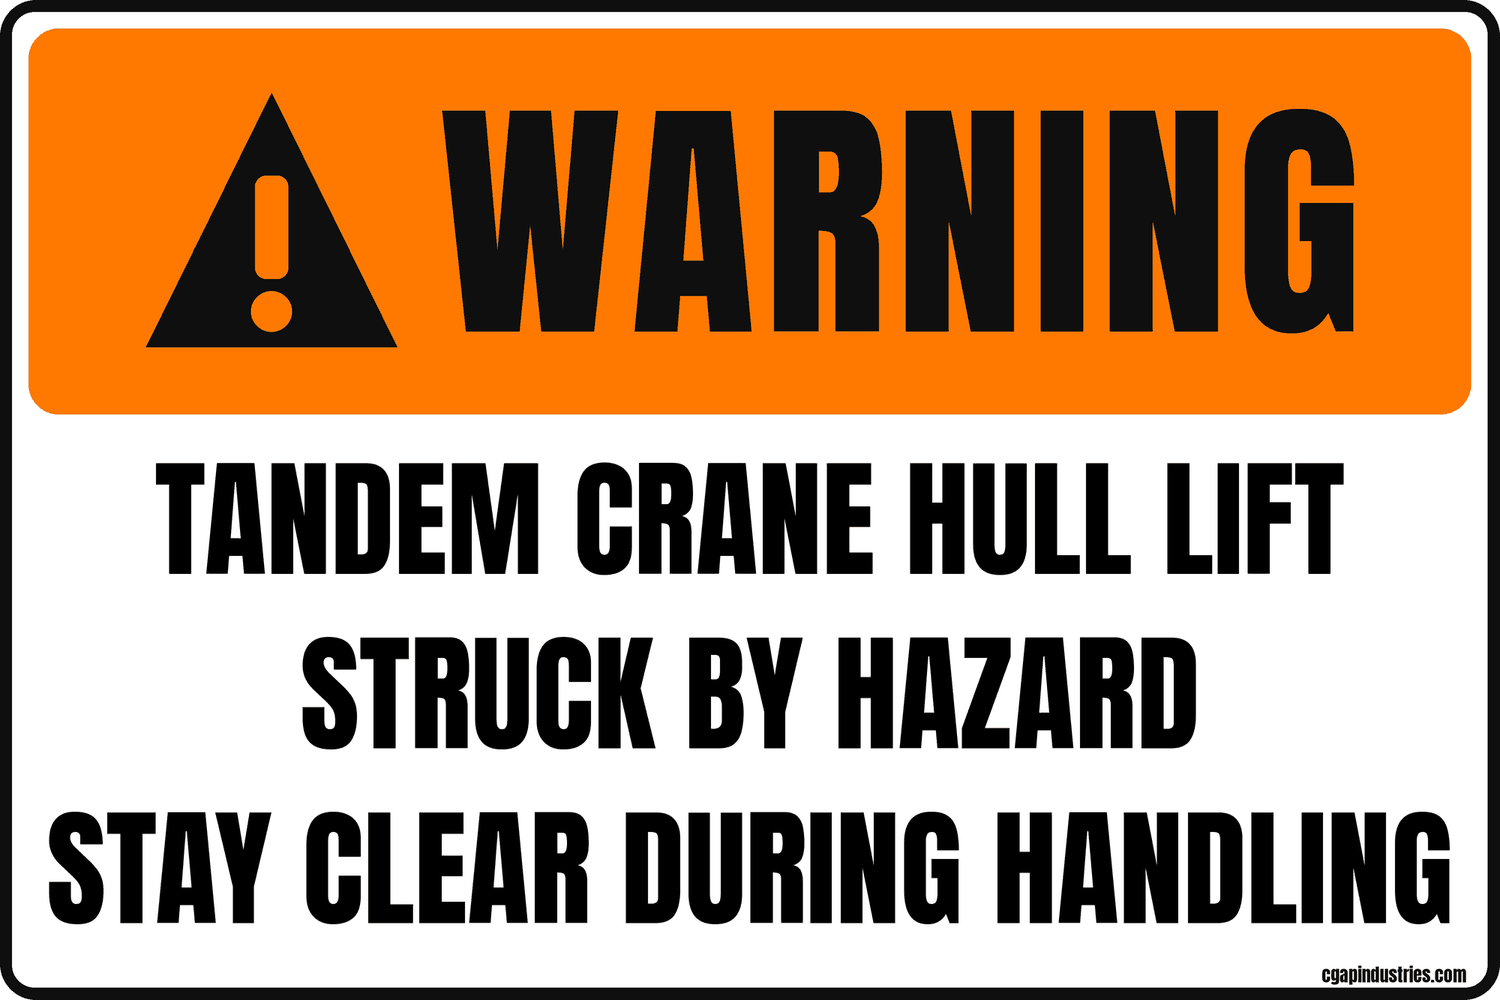 WARNING
TANDEM CRANE HULL LIFT
STRUCK BY HAZARD
STAY CLEAR DURING HANDLING
cgapindustries.com